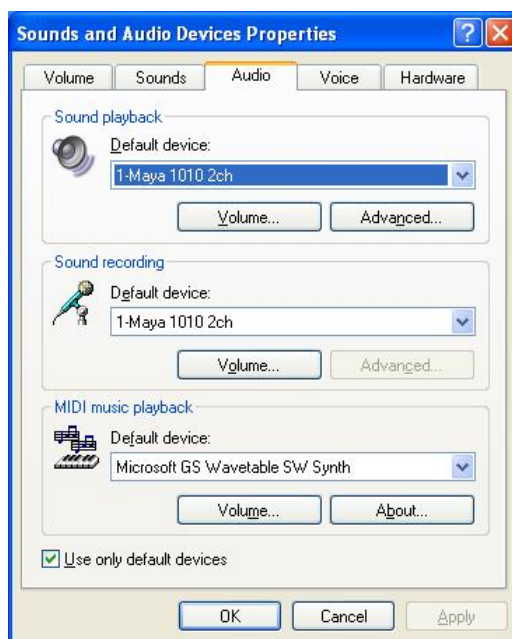 Sounds and Audio Devices Properties
Volume Sounds Audio Voice Hardware
Sound playback
Default device:
1-Maya 1010 2ch
Volume... Advanced...
Sound recording
Default device:
1-Maya 1010 2ch
Volume... Advanced...
MIDI music playback
Default device:
Microsoft GS Wavetable SW Synth
Volume... About...
Use only default devices
OK Cancel Apply